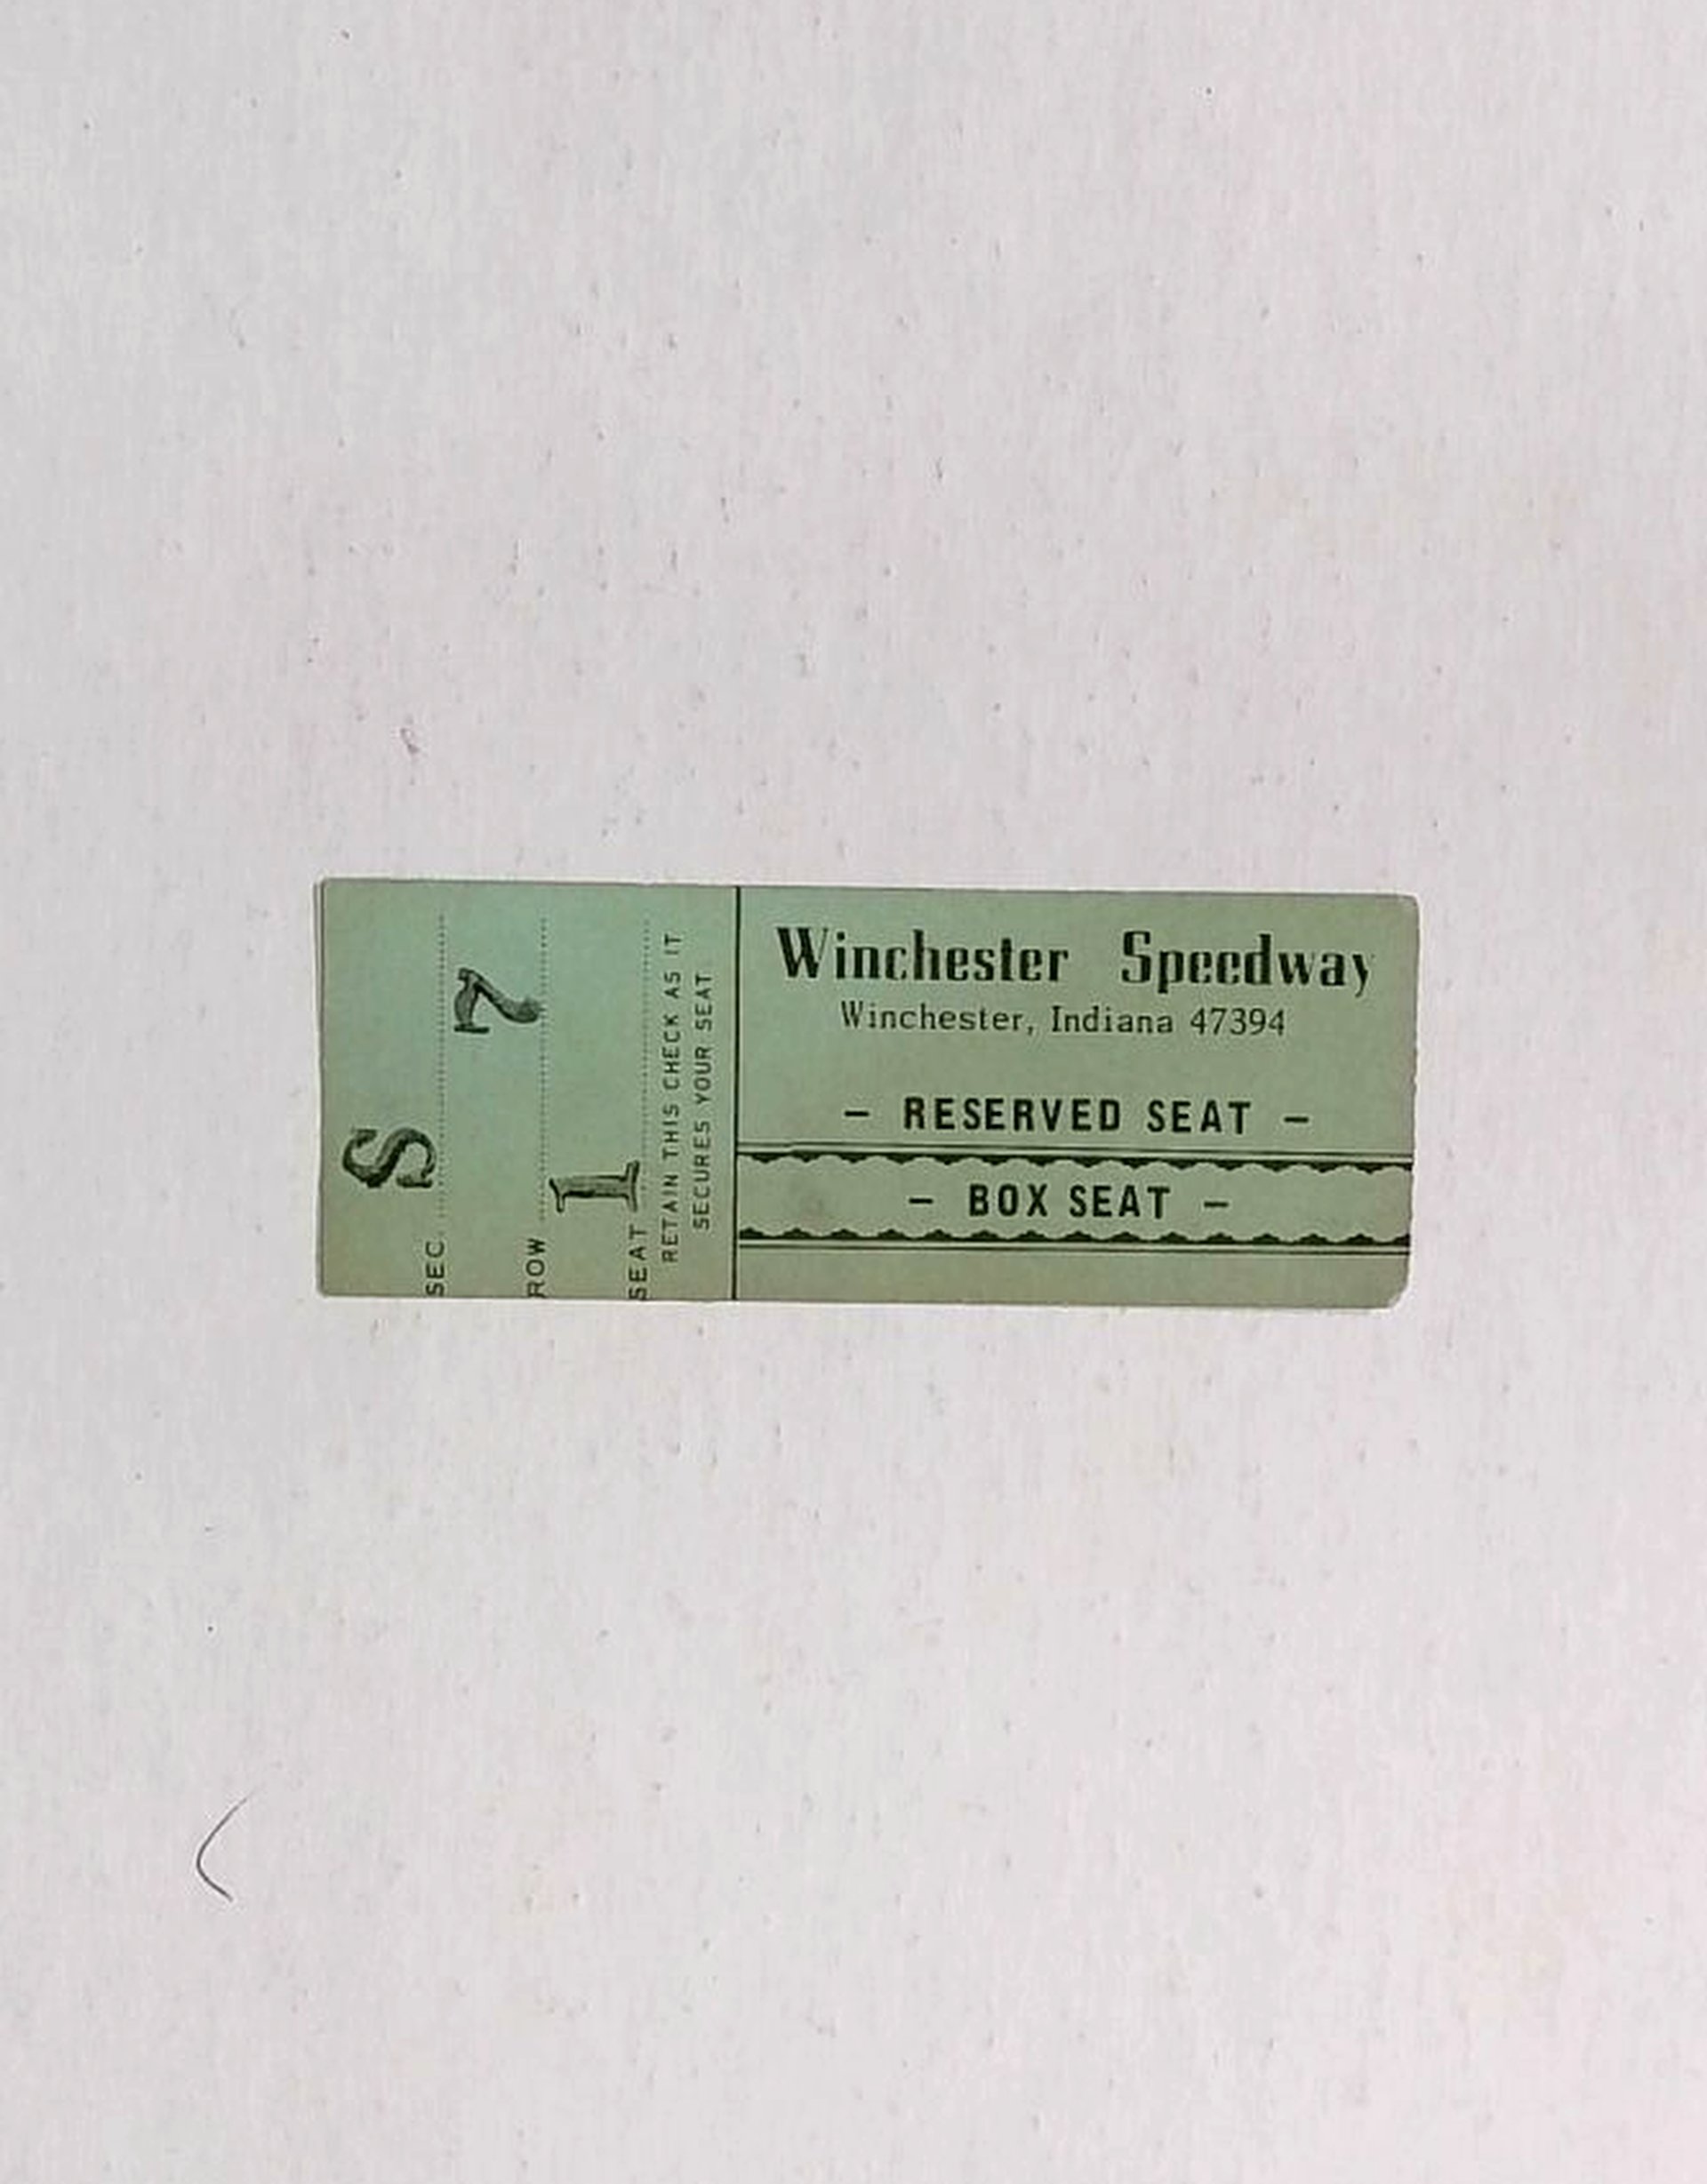 SEC. S
ROW 7
SEAT 1
RETAIN THIS CHECK AS IT
SECURES YOUR SEAT
Winchester Speedway
Winchester, Indiana 47394
– RESERVED SEAT –
– BOX SEAT –